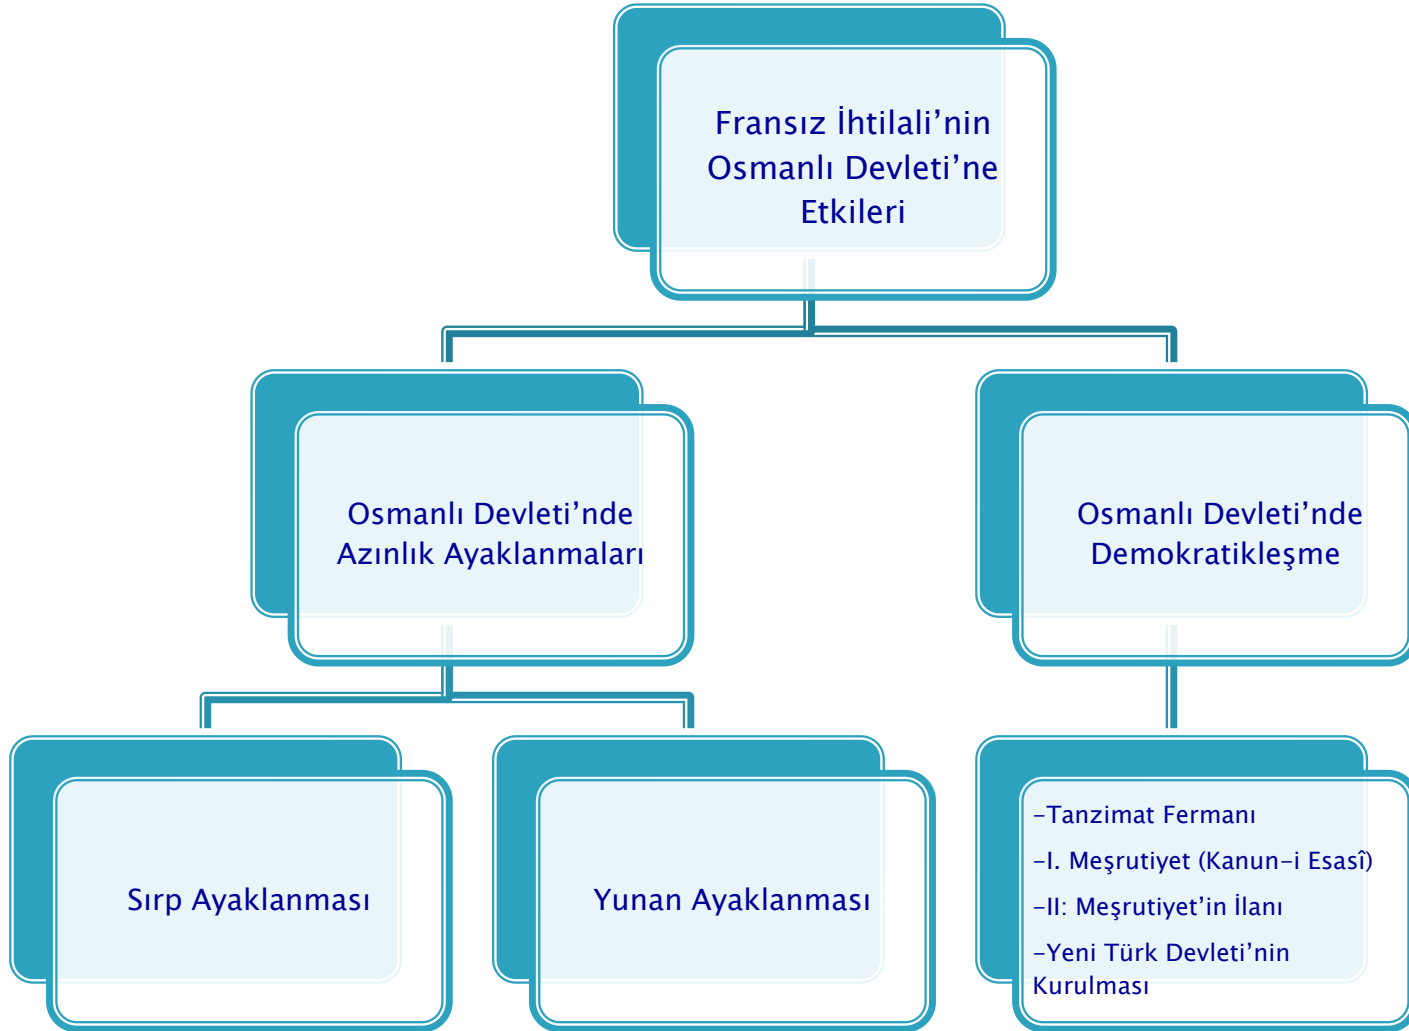 Fransız İhtilali’nin
Osmanlı Devleti’ne
Etkileri
Osmanlı Devleti’nde
Azınlık Ayaklanmaları
Osmanlı Devleti’nde
Demokratikleşme
Sırp Ayaklanması
Yunan Ayaklanması
-Tanzimat Fermanı
-I. Meşrutiyet (Kanun-i Esasî)
-II: Meşrutiyet’in İlanı
-Yeni Türk Devleti’nin
Kurulması